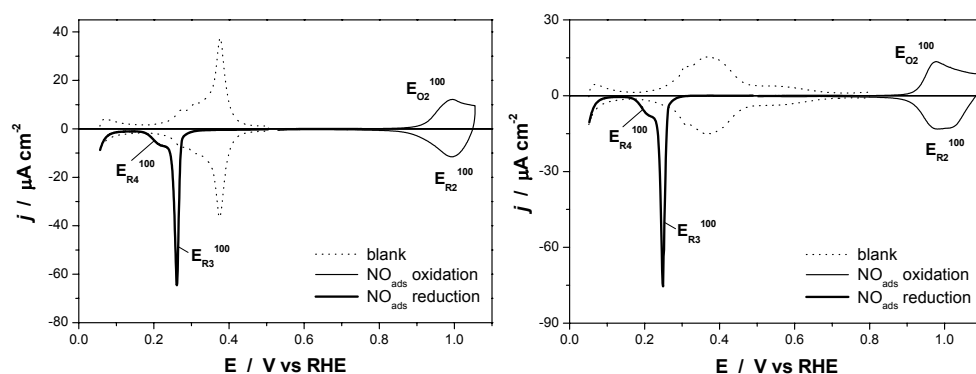 40
20
0
-20
-40
-60
-80
j / µA cm⁻²
0.0 0.2 0.4 0.6 0.8 1.0
E / V vs RHE
E_O2^100
E_R4^100
E_R2^100
E_R3^100
blank
NO_ads oxidation
NO_ads reduction
30
0
-30
-60
-90
j / µA cm⁻²
0.0 0.2 0.4 0.6 0.8 1.0
E / V vs RHE
E_O2^100
E_R4^100
E_R2^100
E_R3^100
blank
NO_ads oxidation
NO_ads reduction